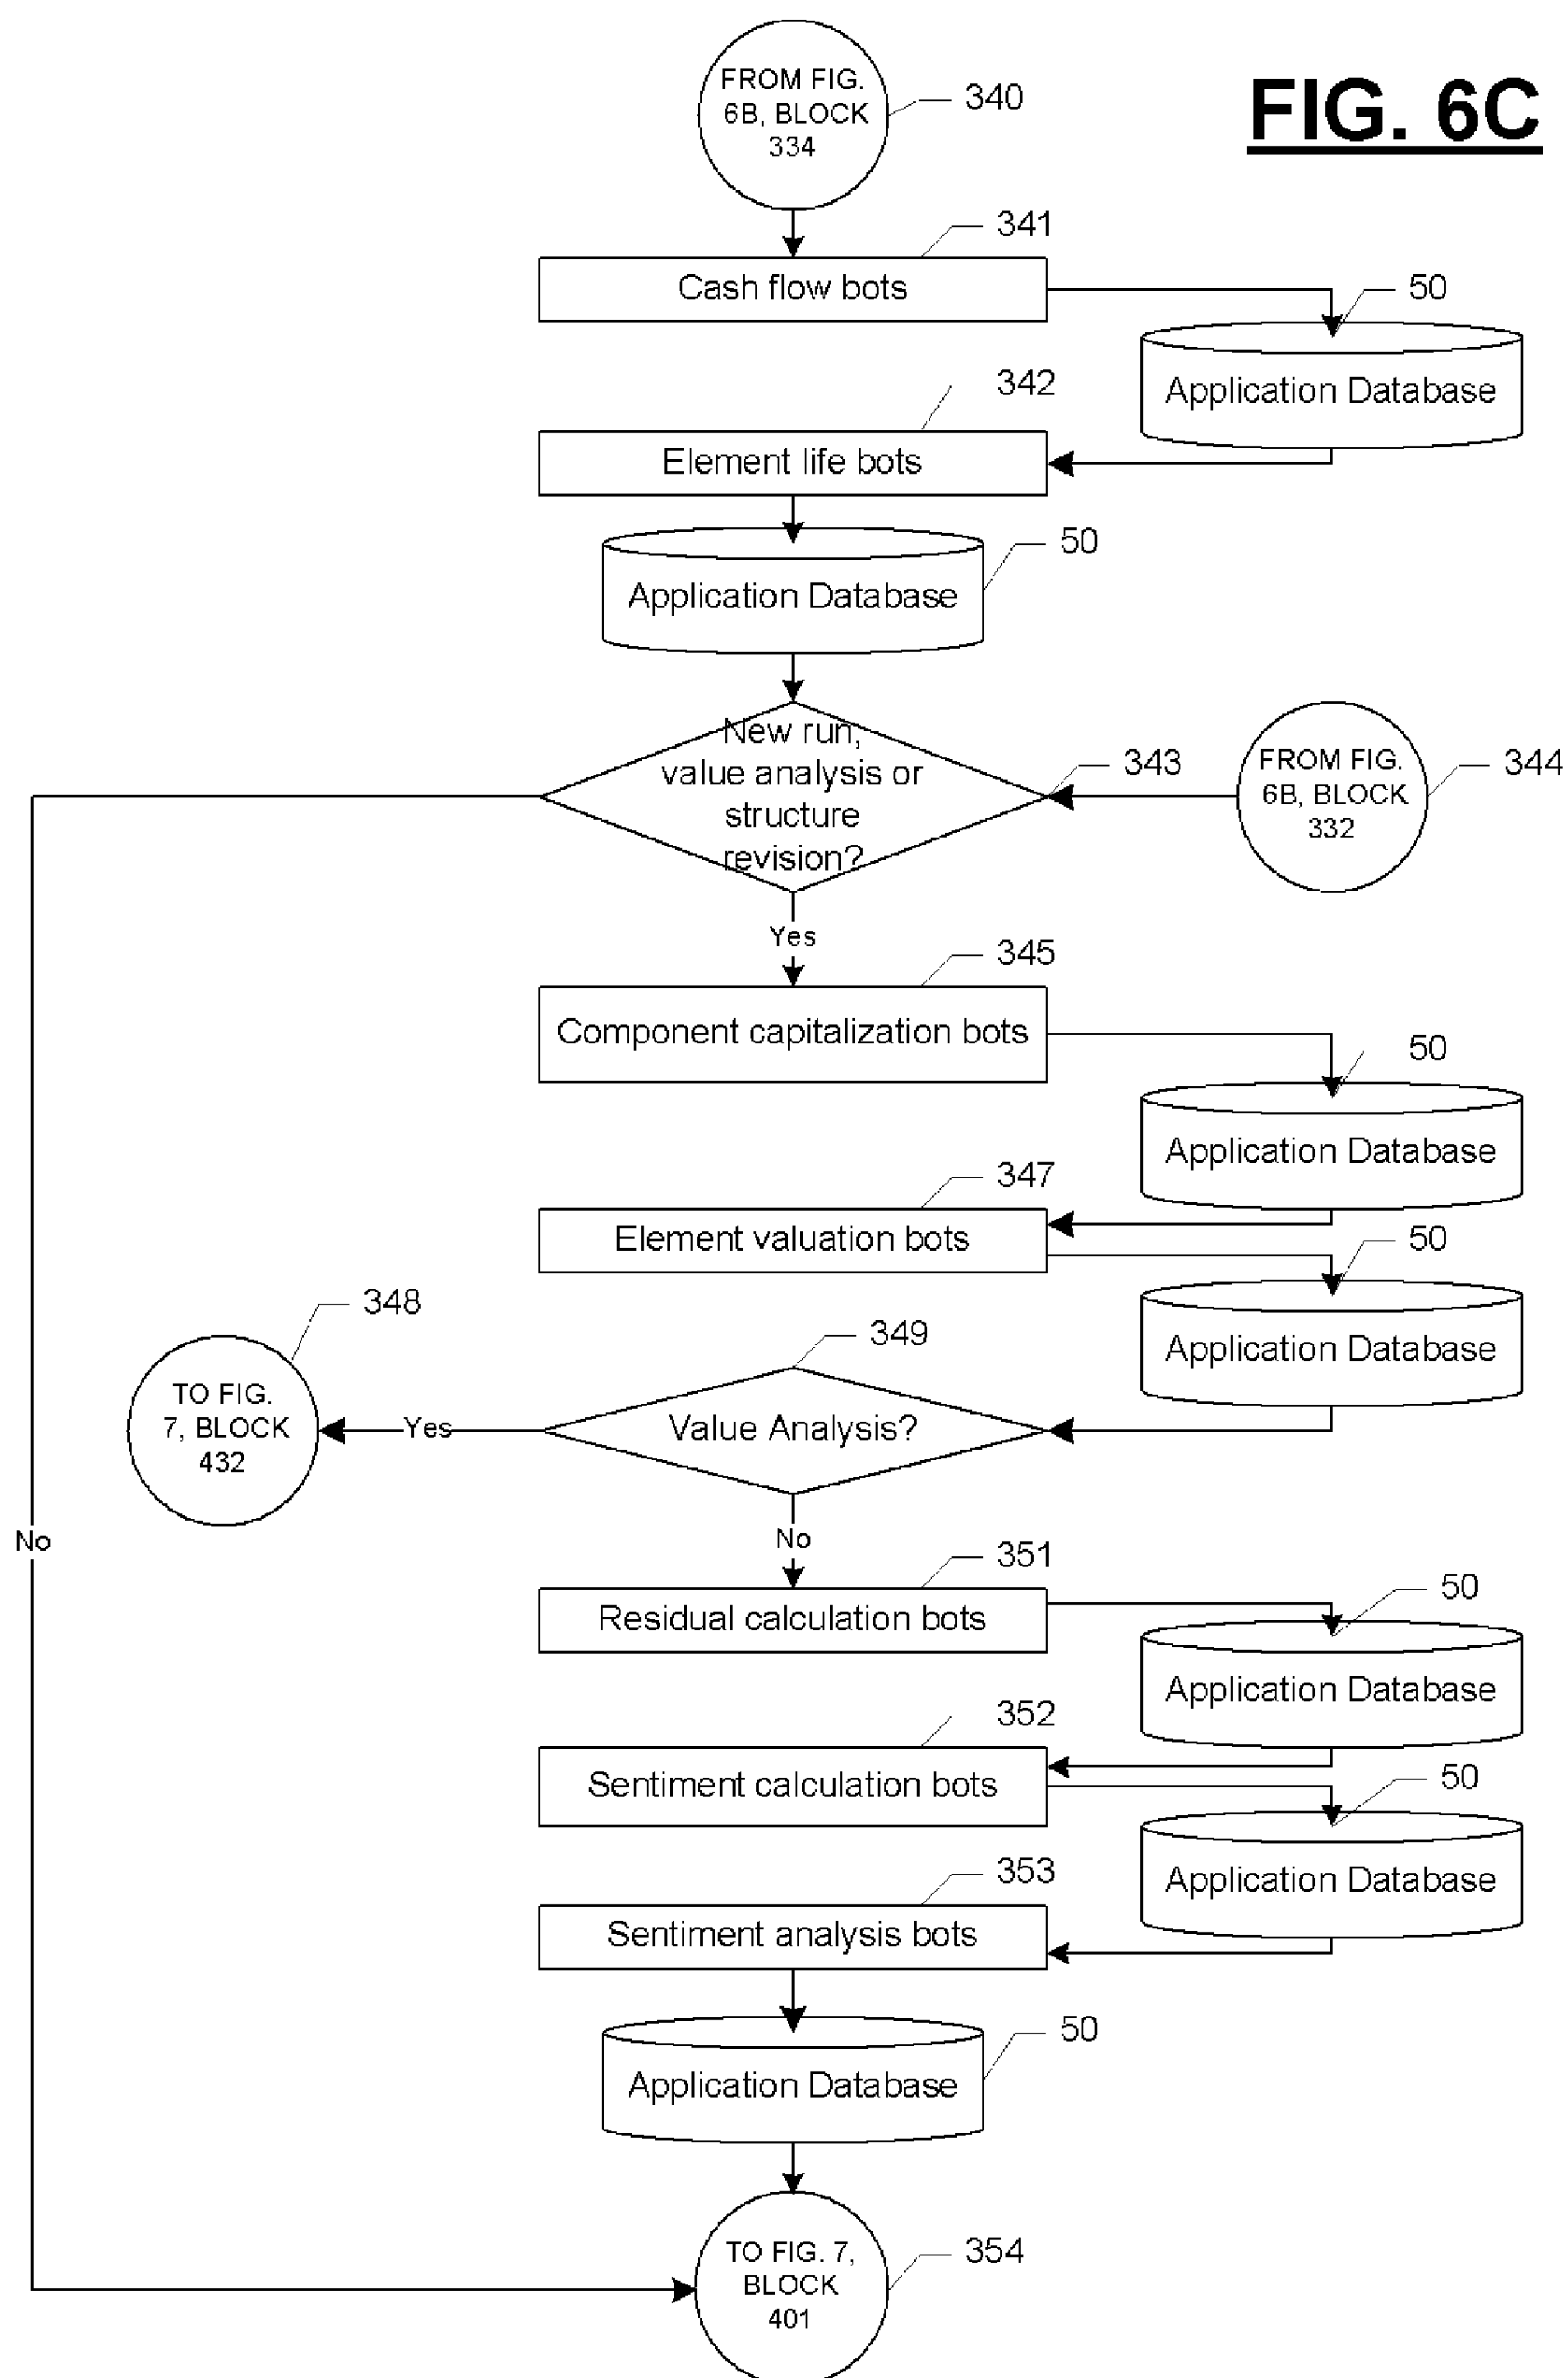 FROM FIG.
6B, BLOCK
334
340
FIG. 6C
341
Cash flow bots
50
Application Database
342
Element life bots
50
Application Database
New run,
value analysis or
structure
revision?
343
FROM FIG.
6B, BLOCK
332
344
Yes
345
Component capitalization bots
50
Application Database
347
Element valuation bots
50
Application Database
348
TO FIG.
7, BLOCK
432
349
Yes
Value Analysis?
No
No
351
Residual calculation bots
50
Application Database
352
Sentiment calculation bots
50
Application Database
353
Sentiment analysis bots
50
Application Database
TO FIG. 7,
BLOCK
401
354